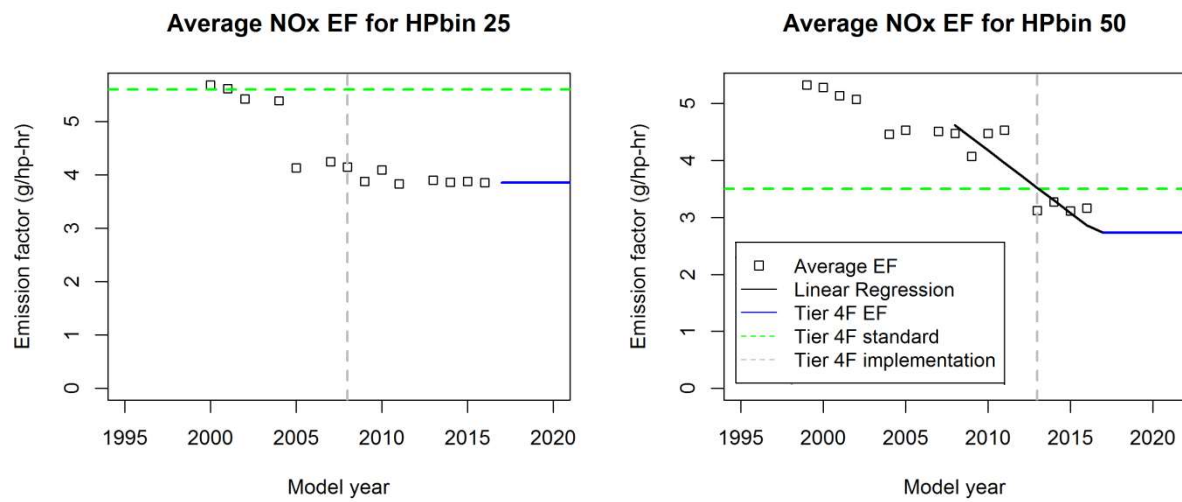 Average NOx EF for HPbin 25
Emission factor (g/hp-hr)
5
4
3
2
1
0
1995 2000 2005 2010 2015 2020
Model year
Average NOx EF for HPbin 50
Emission factor (g/hp-hr)
5
4
3
2
1
0
Average EF
Linear Regression
Tier 4F EF
Tier 4F standard
Tier 4F implementation
1995 2000 2005 2010 2015 2020
Model year